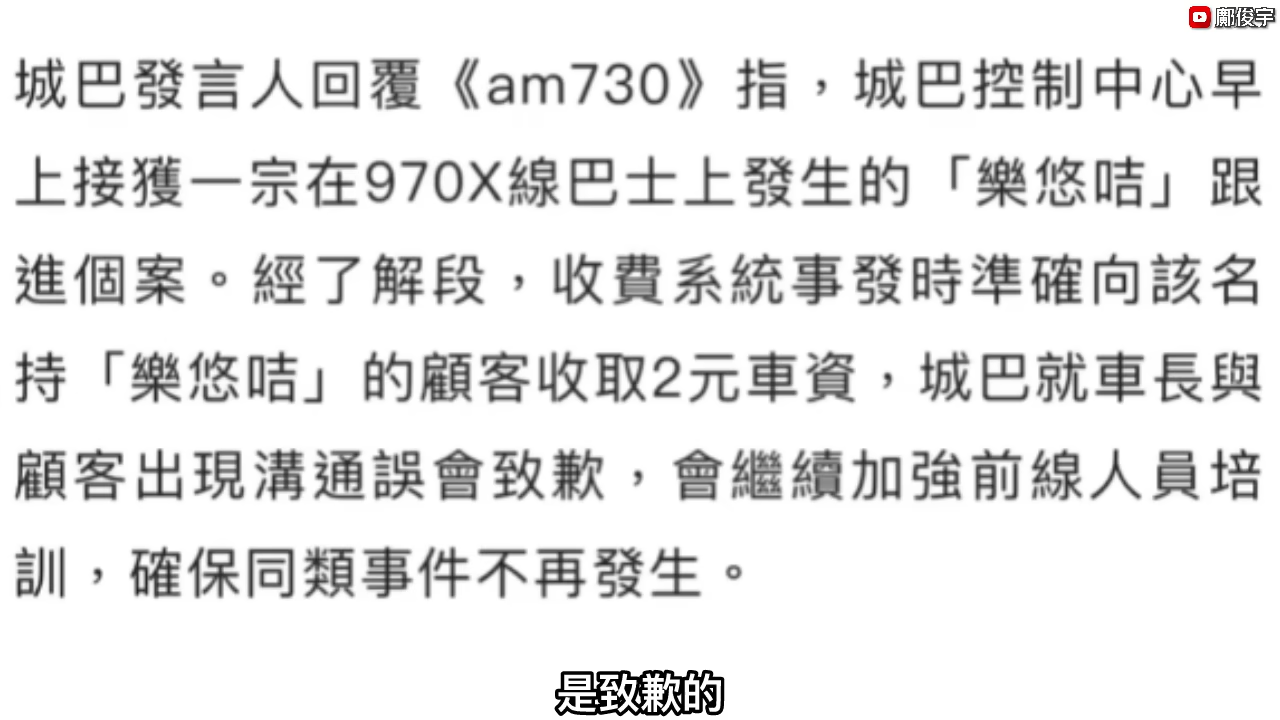 鄺俊宇
城巴發言人回覆《am730》指，城巴控制中心早
上接獲一宗在970X線巴士上發生的「樂悠咭」跟
進個案。經了解段，收費系統事發時準確向該名
持「樂悠咭」的顧客收取2元車資，城巴就車長與
顧客出現溝通誤會致歉，會繼續加強前線人員培
訓，確保同類事件不再發生。
是致歉的